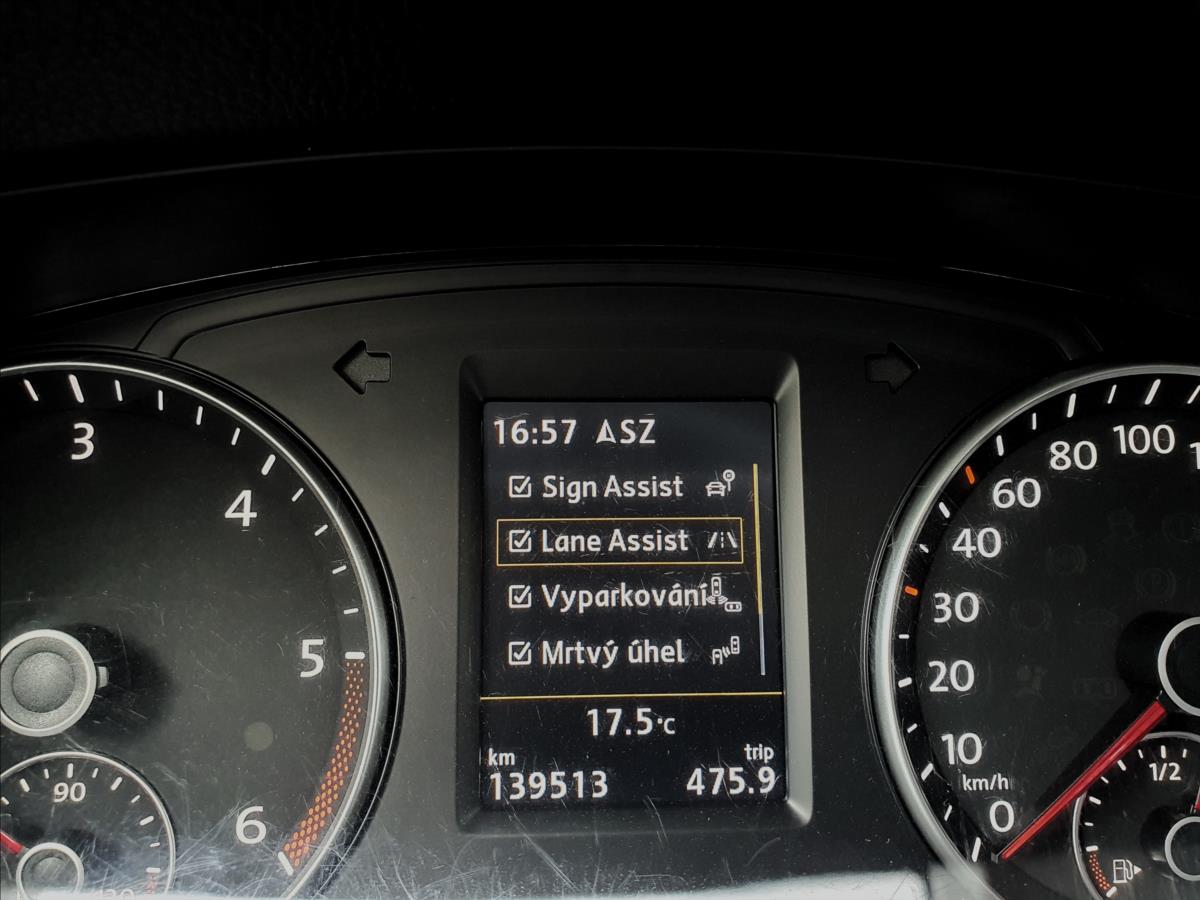 16:57 SZ
Sign Assist
Lane Assist
Vyparkování
Mrtvý úhel
17.5°C
km trip
139513 475.9
3
4
5
6
90
100
80
60
40
30
20
10
km/h
0
1/2